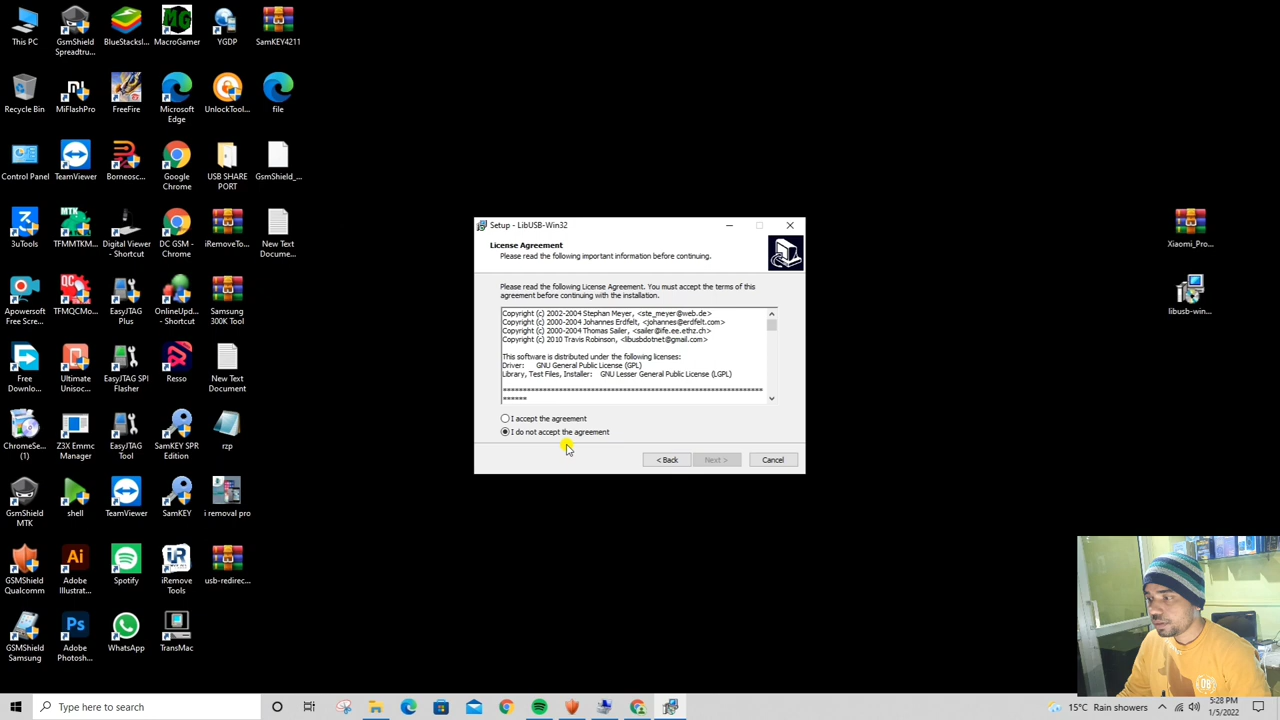 This PC
GsmShield Spreadtru...
BlueStacksI...
MacroGamer
YGDP
SamKEY4211
Recycle Bin
MiFlashPro
FreeFire
Microsoft Edge
UnlockTool...
file
Control Panel
TeamViewer
Borneosc...
Google Chrome
USB SHARE PORT
GsmShield_...
3uTools
TFMMTKM...
Digital Viewer - Shortcut
DC GSM - Chrome
iRemoveTo...
New Text Docume...
Apowersoft Free Scre...
TFMQCMo...
EasyJTAG Plus
OnlineUpd... - Shortcut
Samsung 300K Tool
Free Downlo...
Ultimate Unisoc...
EasyJTAG SPI Flasher
Resso
New Text Document
ChromeSe... (1)
Z3X Emmc Manager
EasyJTAG Tool
SamKEY SPR Edition
rzp
GsmShield MTK
shell
TeamViewer
SamKEY
i removal pro
GSMShield Qualcomm
Adobe Illustrat...
Spotify
iRemove Tools
usb-redirec...
GSMShield Samsung
Adobe Photosh...
WhatsApp
TransMac
Xiaomi_Pro...
libusb-win...
Setup - LibUSB-Win32
License Agreement
Please read the following important information before continuing.
Please read the following License Agreement. You must accept the terms of this
agreement before continuing with the installation.
Copyright (c) 2002-2004 Stephan Meyer, <ste_meyer@web.de>
Copyright (c) 2000-2004 Johannes Erdfelt, <johannes@erdfelt.com>
Copyright (c) 2000-2004 Thomas Sailer, <sailer@ife.ee.ethz.ch>
Copyright (c) 2010 Travis Robinson, <libusbdotnet@gmail.com>
This software is distributed under the following licenses:
Driver: GNU General Public License (GPL)
Library, Test Files, Installer: GNU Lesser General Public License (LGPL)
I accept the agreement
I do not accept the agreement
< Back
Next >
Cancel
Type here to search
15°C Rain showers
5:28 PM
1/5/2022